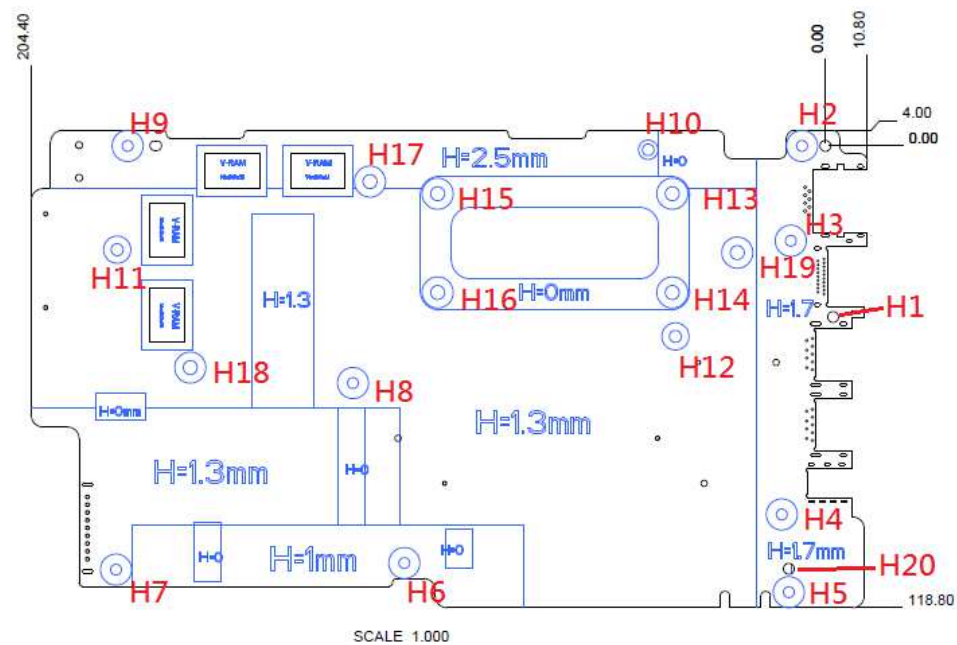 204.40
0.00
10.80
4.00
0.00
H9
H10
H2
V-RAM
V-RAM
H17
H=2.5mm
H=0
H15
H13
V-RAM
H3
H11
H19
H16
H=0mm
H14
H=1.3
H=1.7
H1
V-RAM
H12
H18
H8
H=0mm
H=1.3mm
H=1.3mm
H=0
H4
H=1.7mm
H=0
H=1mm
H=0
H20
H7
H6
H5
118.80
SCALE 1.000